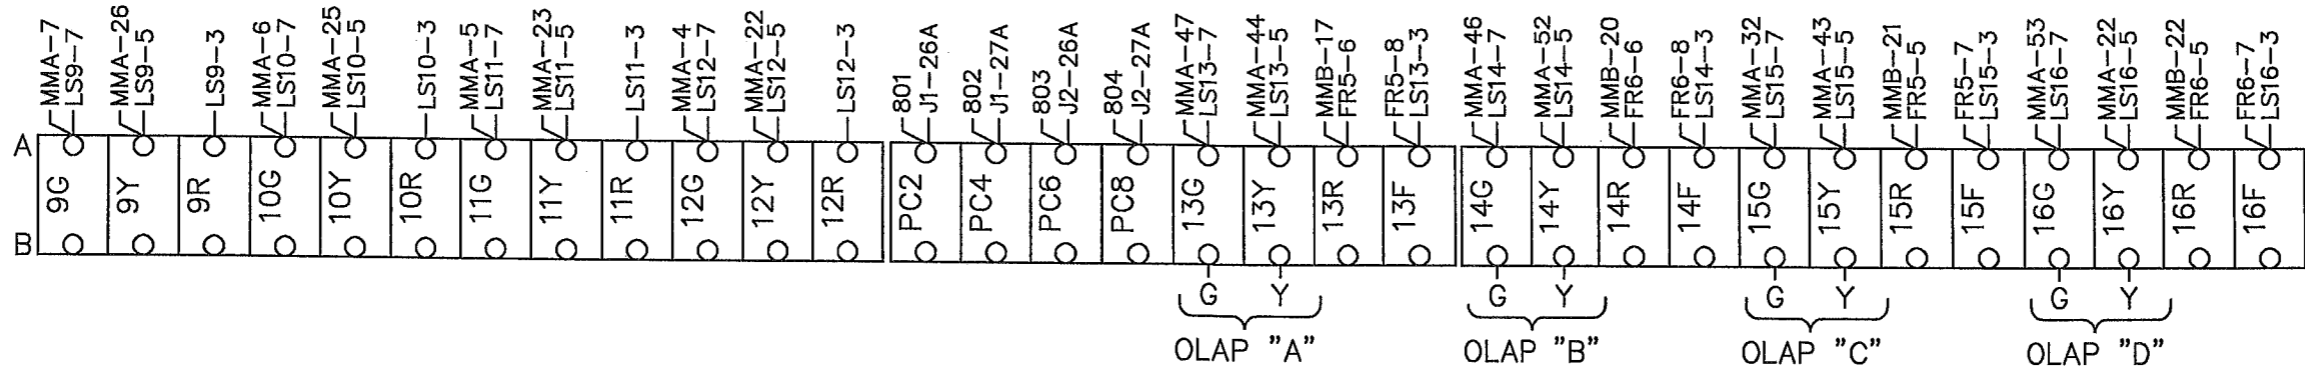 MMA-7
LS9-7
MMA-26
LS9-5
LS9-3
MMA-6
LS10-7
MMA-25
LS10-5
LS10-3
MMA-5
LS11-7
MMA-23
LS11-5
LS11-3
MMA-4
LS12-7
MMA-22
LS12-5
LS12-3
801
J1-26A
802
J1-27A
803
J2-26A
804
J2-27A
MMA-47
LS13-7
MMA-44
LS13-5
MMB-17
FR5-6
FR5-8
LS13-3
MMA-46
LS14-7
MMA-52
LS14-5
MMB-20
FR6-6
FR6-8
LS14-3
MMA-32
LS15-7
MMA-43
LS15-5
MMB-21
FR5-5
FR5-7
LS15-3
MMA-53
LS16-7
MMA-22
LS16-5
MMB-22
FR6-5
FR6-7
LS16-3
A
9G
9Y
9R
10G
10Y
10R
11G
11Y
11R
12G
12Y
12R
PC2
PC4
PC6
PC8
13G
13Y
13R
13F
14G
14Y
14R
14F
15G
15Y
15R
15F
16G
16Y
16R
16F
B
G Y
G Y
G Y
G Y
OLAP "A"
OLAP "B"
OLAP "C"
OLAP "D"